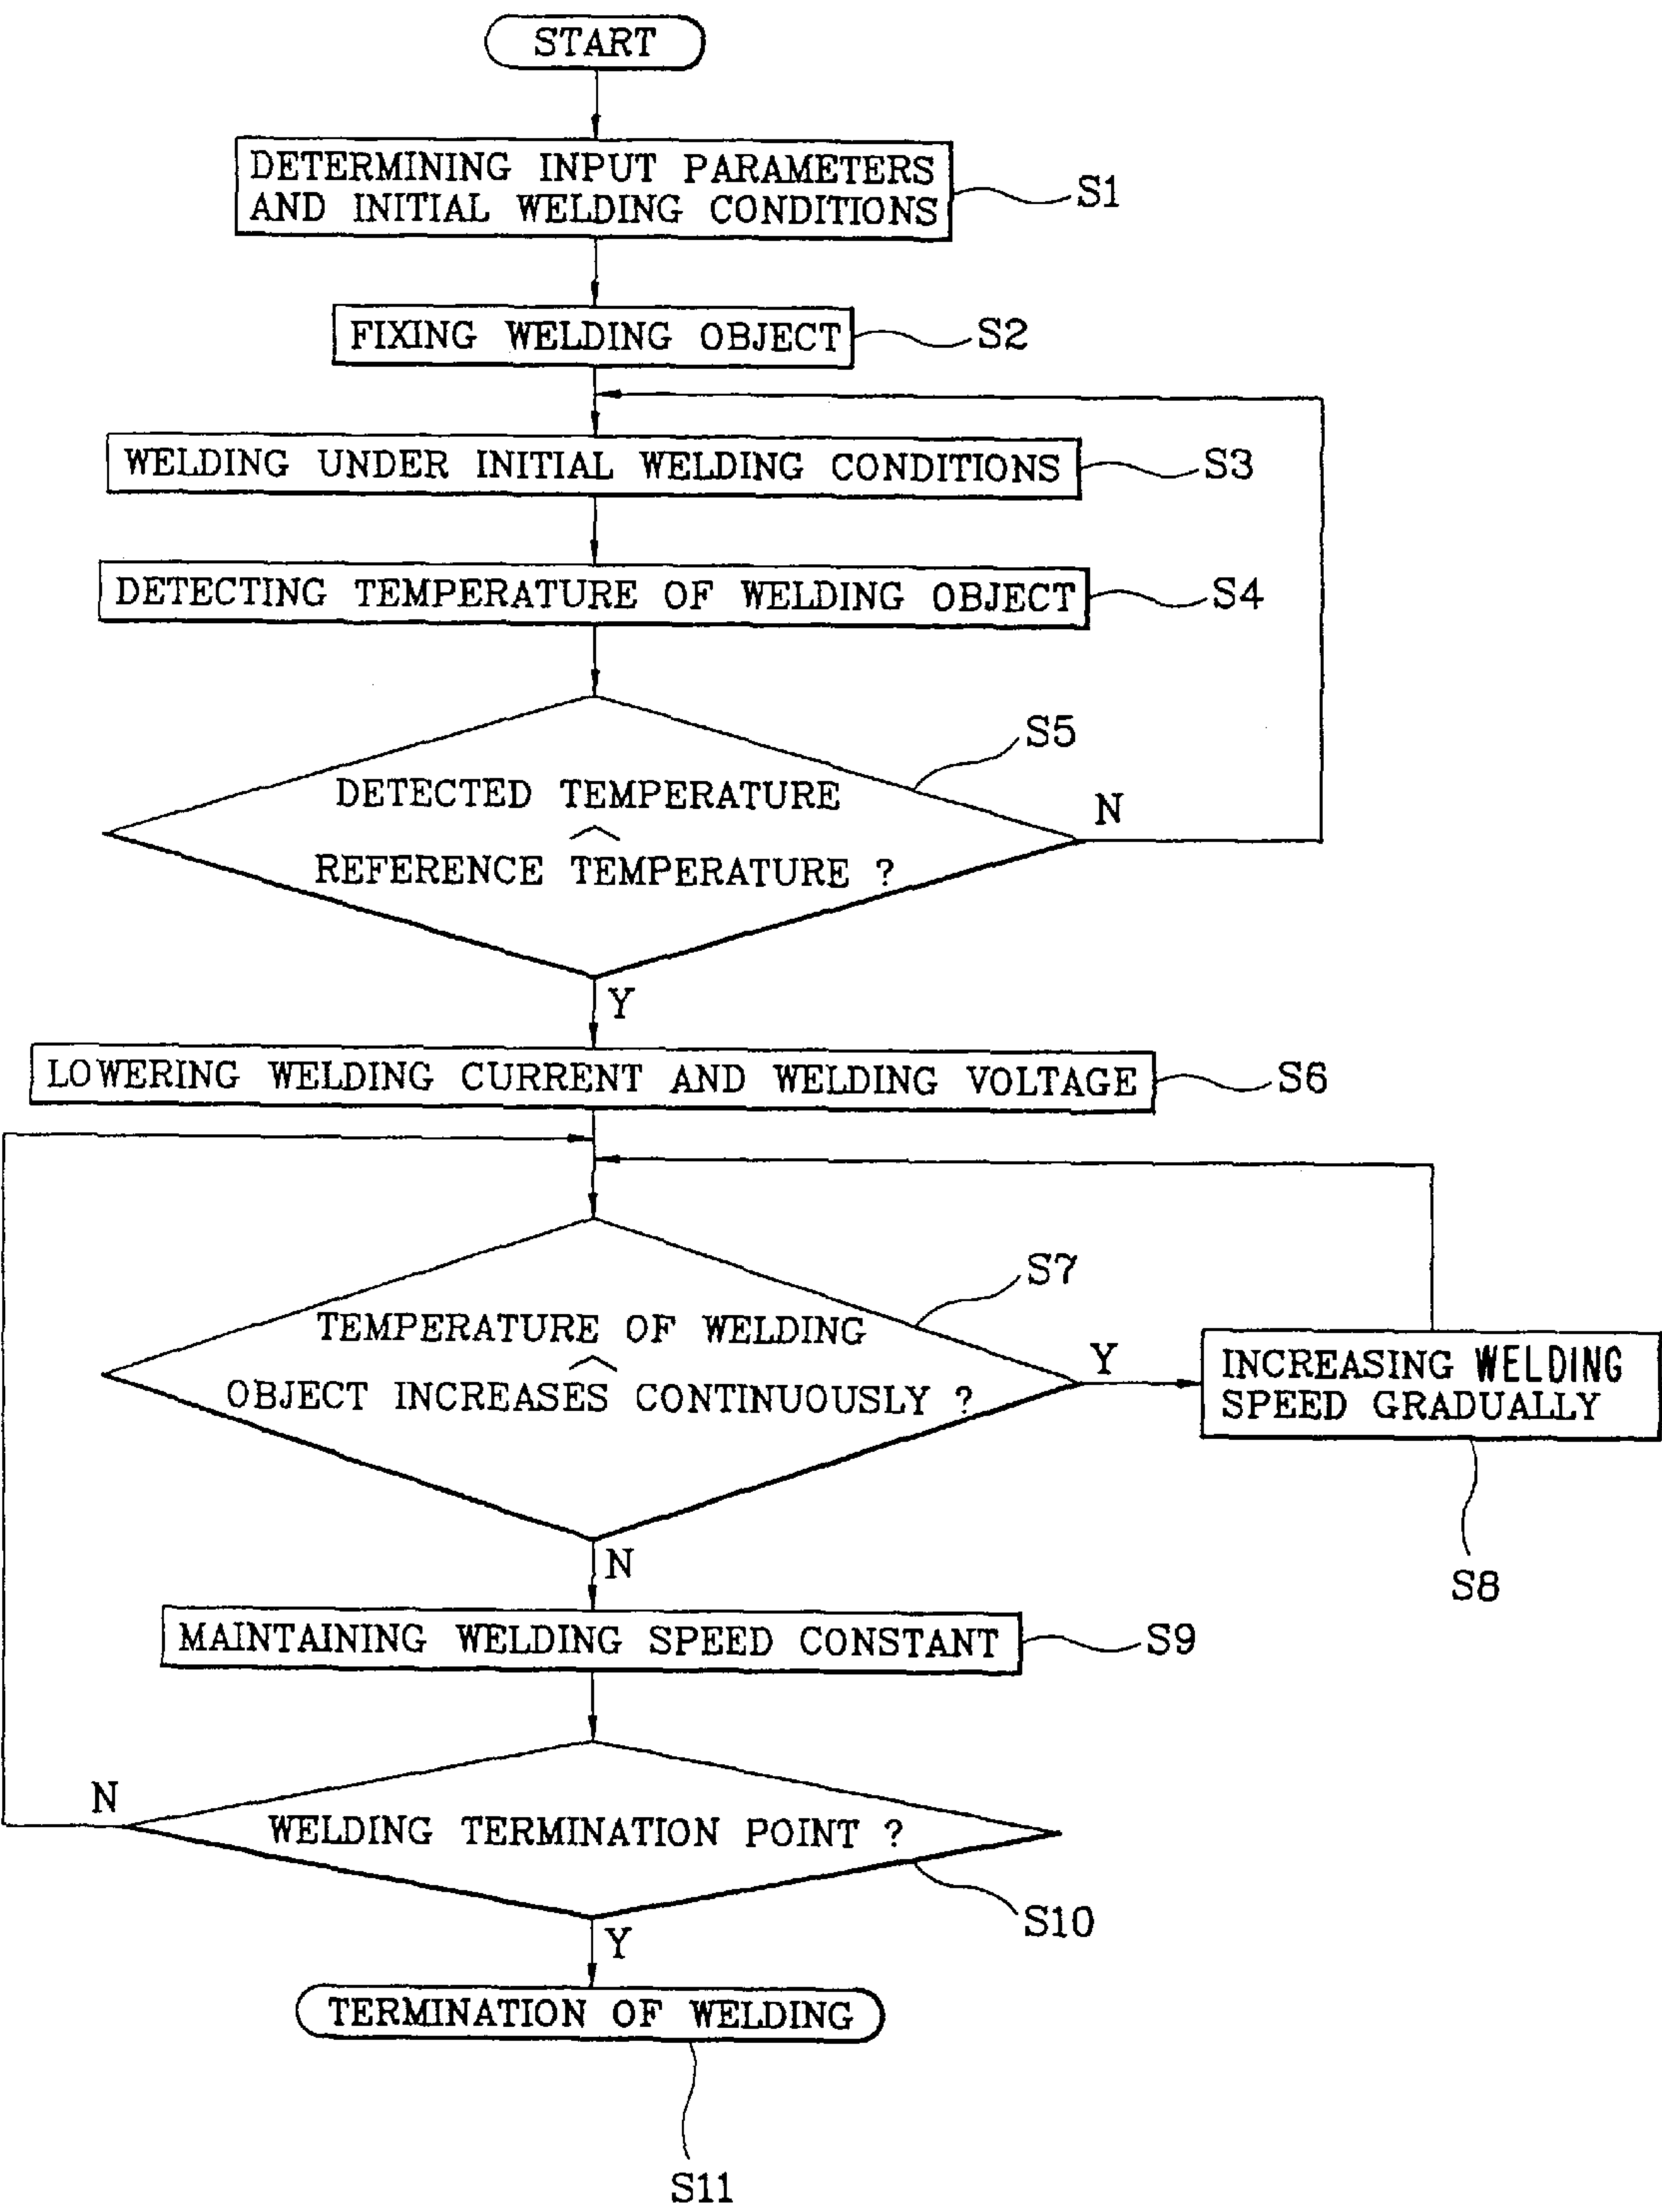 START
DETERMINING INPUT PARAMETERS
AND INITIAL WELDING CONDITIONS
S1
FIXING WELDING OBJECT
S2
WELDING UNDER INITIAL WELDING CONDITIONS
S3
DETECTING TEMPERATURE OF WELDING OBJECT
S4
S5
DETECTED TEMPERATURE
^
REFERENCE TEMPERATURE ?
N
Y
LOWERING WELDING CURRENT AND WELDING VOLTAGE
S6
S7
TEMPERATURE OF WELDING
^
OBJECT INCREASES CONTINUOUSLY ?
Y
INCREASING WELDING
SPEED GRADUALLY
S8
N
MAINTAINING WELDING SPEED CONSTANT
S9
N
WELDING TERMINATION POINT ?
S10
Y
TERMINATION OF WELDING
S11